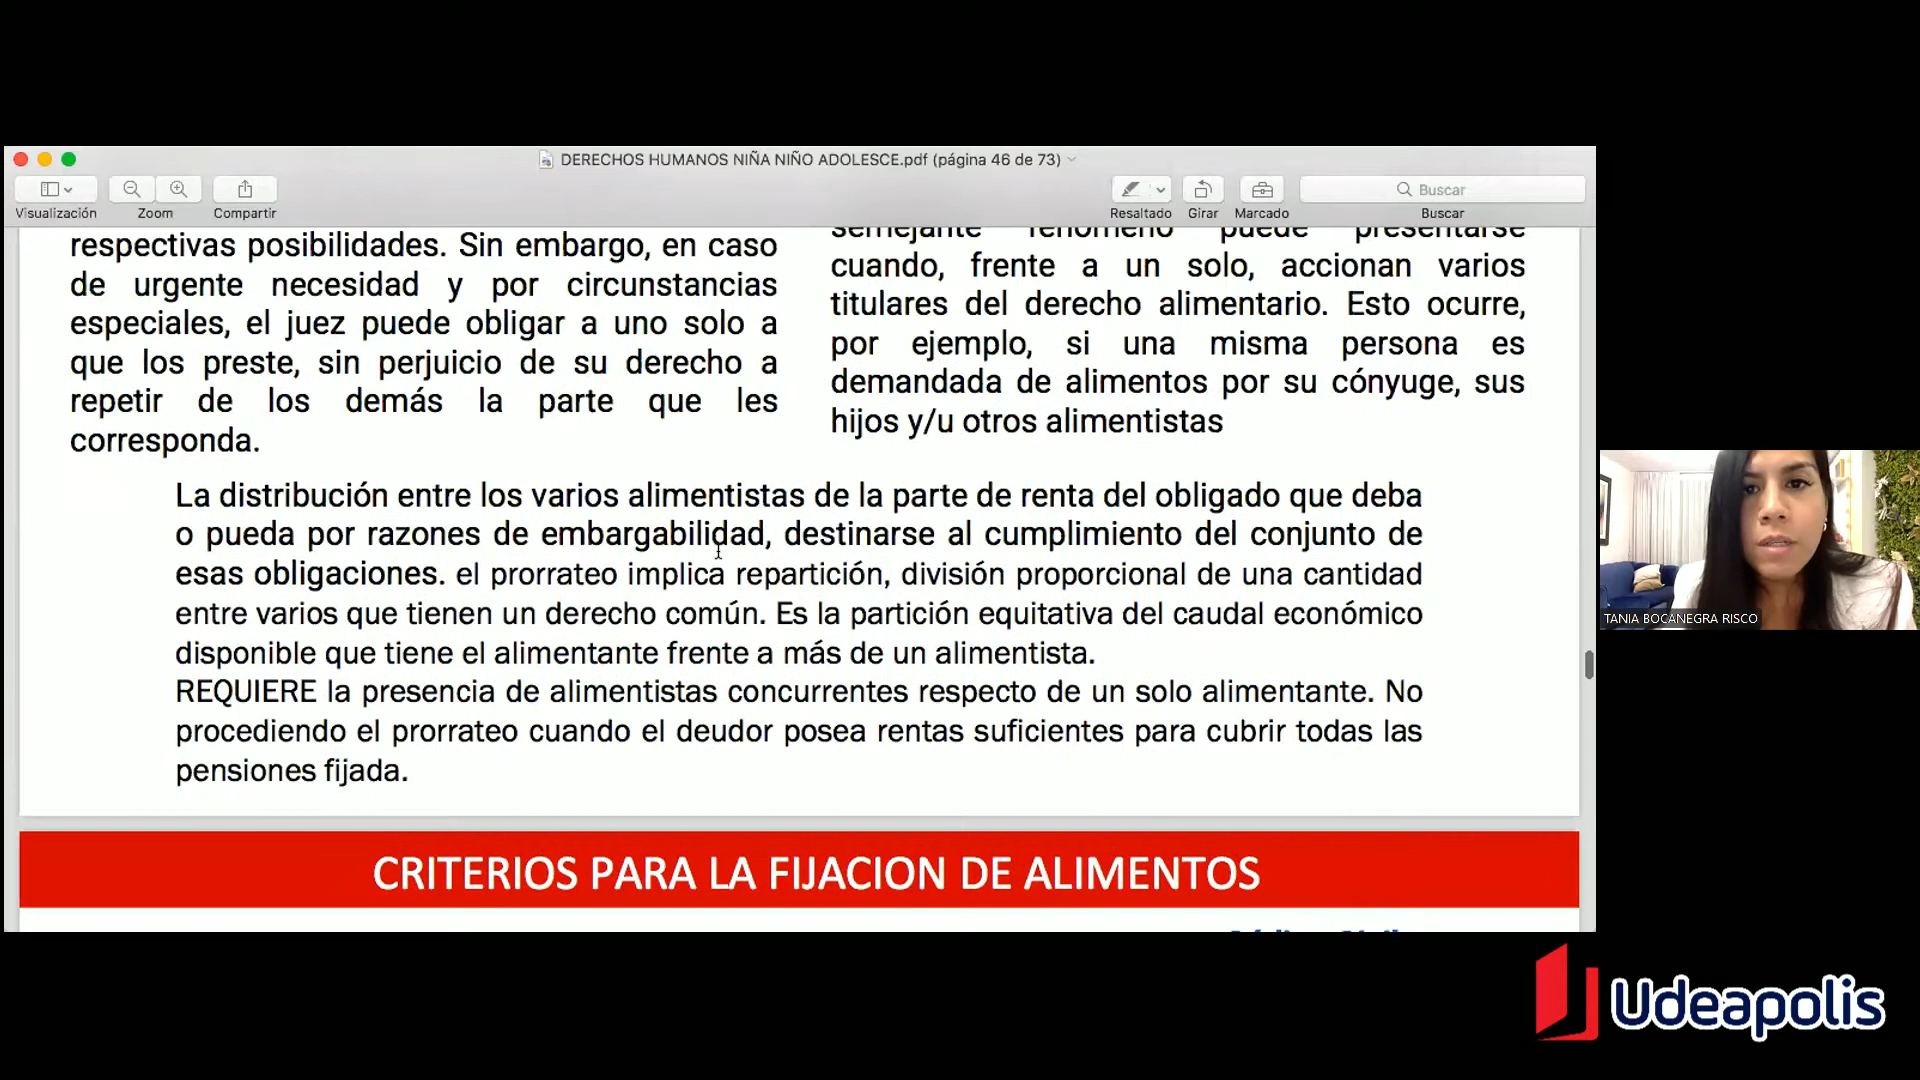 DERECHOS HUMANOS NIÑA NIÑO ADOLESCE.pdf (página 46 de 73)
Visualización
Zoom
Compartir
Resaltado
Girar
Marcado
Buscar
Buscar
respectivas posibilidades. Sin embargo, en caso
de urgente necesidad y por circunstancias
especiales, el juez puede obligar a uno solo a
que los preste, sin perjuicio de su derecho a
repetir de los demás la parte que les
corresponda.
semejante fenómeno puede presentarse
cuando, frente a un solo, accionan varios
titulares del derecho alimentario. Esto ocurre,
por ejemplo, si una misma persona es
demandada de alimentos por su cónyuge, sus
hijos y/u otros alimentistas
La distribución entre los varios alimentistas de la parte de renta del obligado que deba
o pueda por razones de embargabilidad, destinarse al cumplimiento del conjunto de
esas obligaciones. el prorrateo implica repartición, división proporcional de una cantidad
entre varios que tienen un derecho común. Es la partición equitativa del caudal económico
disponible que tiene el alimentante frente a más de un alimentista.
REQUIERE la presencia de alimentistas concurrentes respecto de un solo alimentante. No
procediendo el prorrateo cuando el deudor posea rentas suficientes para cubrir todas las
pensiones fijada.
CRITERIOS PARA LA FIJACION DE ALIMENTOS
TANIA BOCANEGRA RISCO
Udeapolis